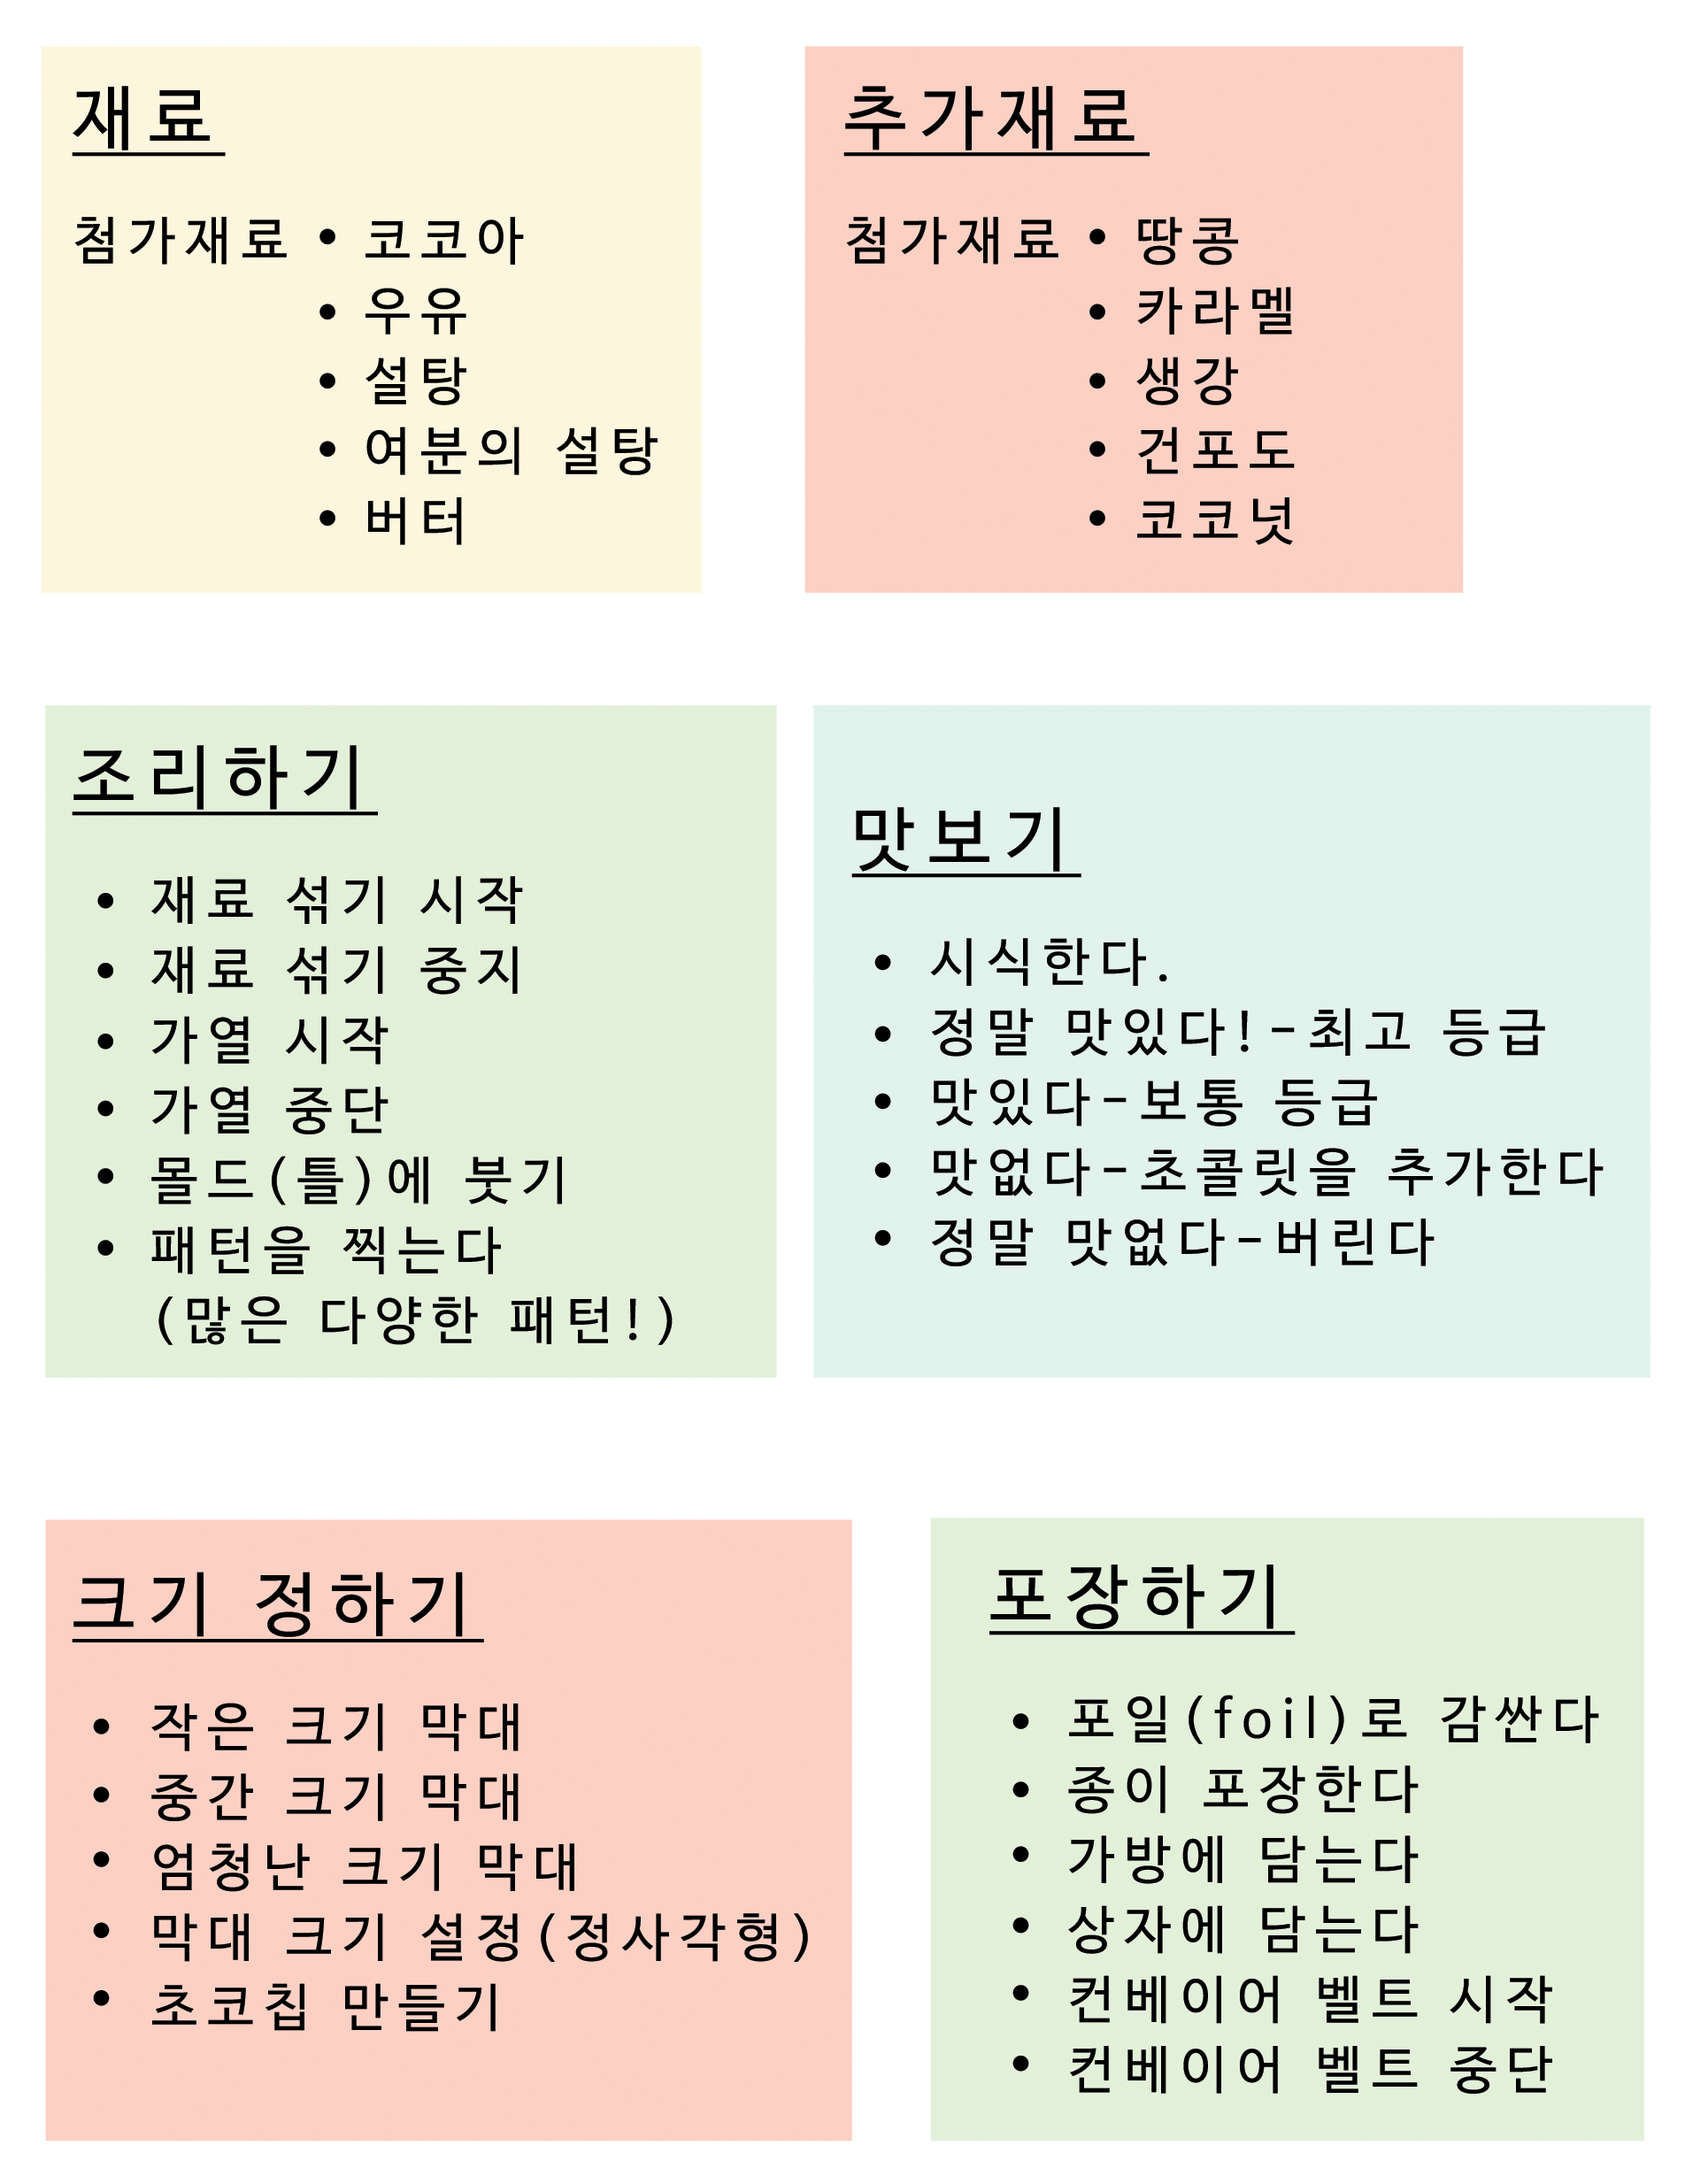 재료
첨가재료 • 코코아
• 우유
• 설탕
• 여분의 설탕
• 버터
추가재료
첨가재료 • 땅콩
• 카라멜
• 생강
• 건포도
• 코코넛
조리하기
• 재료 섞기 시작
• 재료 섞기 중지
• 가열 시작
• 가열 중단
• 몰드(틀)에 붓기
• 패턴을 찍는다
(많은 다양한 패턴!)
맛보기
• 시식한다.
• 정말 맛있다!-최고 등급
• 맛있다-보통 등급
• 맛없다-초콜릿을 추가한다
• 정말 맛없다-버린다
크기 정하기
• 작은 크기 막대
• 중간 크기 막대
• 엄청난 크기 막대
• 막대 크기 설정(정사각형)
• 초코칩 만들기
포장하기
• 포일(foil)로 감싼다
• 종이 포장한다
• 가방에 담는다
• 상자에 담는다
• 컨베이어 벨트 시작
• 컨베이어 벨트 중단